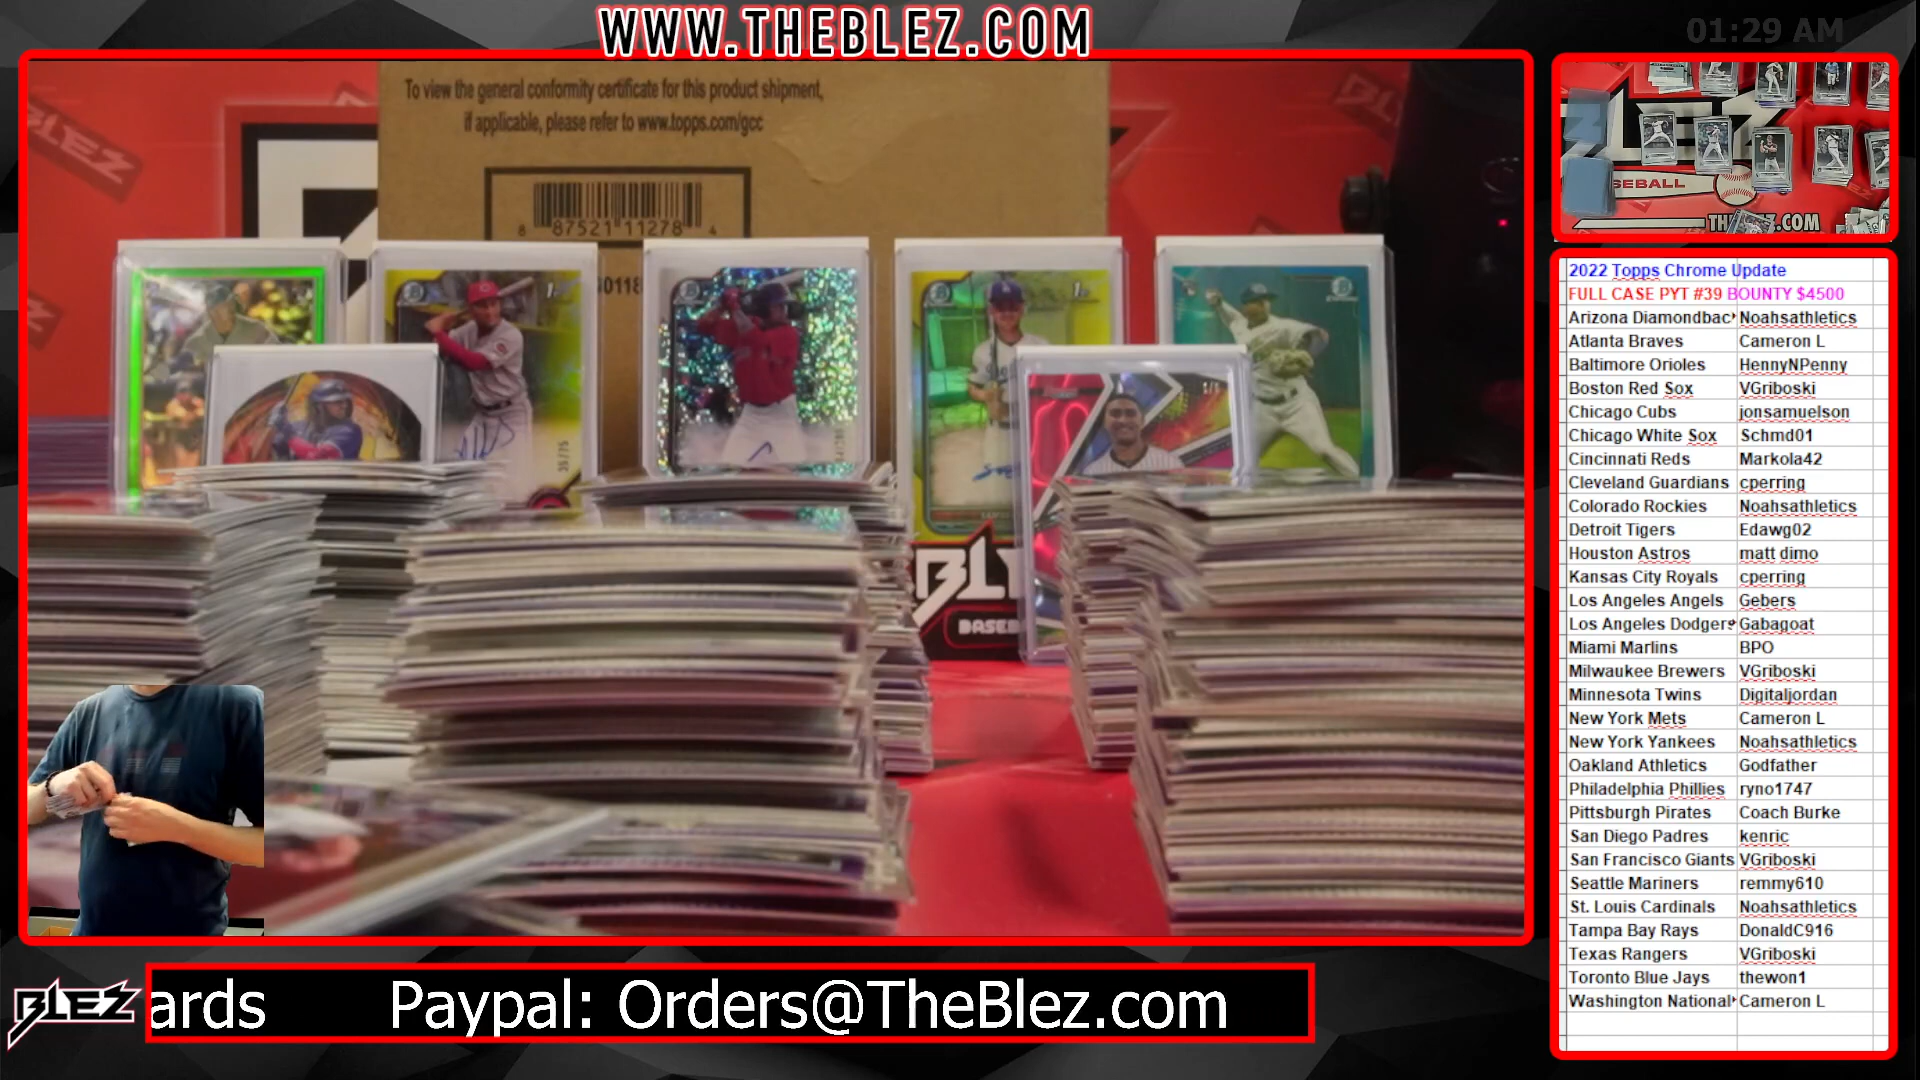 WWW.THEBLEZ.COM
01:29 AM
To view the general conformity certificate for this product shipment,
if applicable, please refer to www.topps.com/gcc
8 87521 11278 4
BLEZ
SEBALL
2022 Topps Chrome Update
FULL CASE PYT #39 BOUNTY $4500
Arizona Diamondbac Noahsathletics
Atlanta Braves Cameron L
Baltimore Orioles HennyNPenny
Boston Red Sox VGriboski
Chicago Cubs jonsamuelson
Chicago White Sox Schmd01
Cincinnati Reds Markola42
Cleveland Guardians cperring
Colorado Rockies Noahsathletics
Detroit Tigers Edawg02
Houston Astros matt dimo
Kansas City Royals cperring
Los Angeles Angels Gebers
Los Angeles Dodgers Gabagoat
Miami Marlins BPO
Milwaukee Brewers VGriboski
Minnesota Twins Digitaljordan
New York Mets Cameron L
New York Yankees Noahsathletics
Oakland Athletics Godfather
Philadelphia Phillies ryno1747
Pittsburgh Pirates Coach Burke
San Diego Padres kenric
San Francisco Giants VGriboski
Seattle Mariners remmy610
St. Louis Cardinals Noahsathletics
Tampa Bay Rays DonaldC916
Texas Rangers VGriboski
Toronto Blue Jays thewon1
Washington National Cameron L
BLEZ
ards Paypal: Orders@TheBlez.com